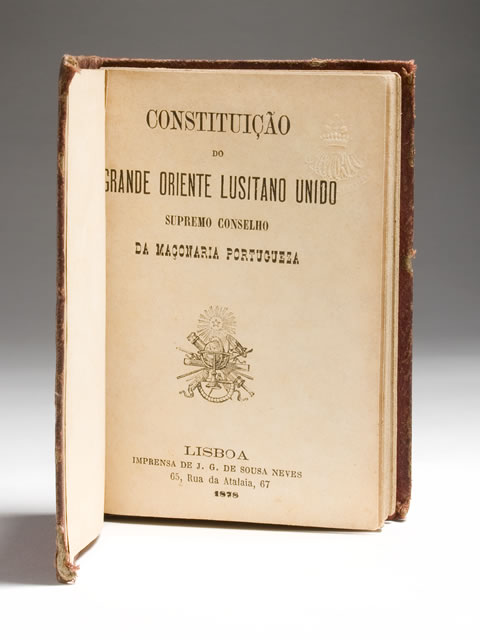 CONSTITUIÇÃO
DO
GRANDE ORIENTE LUSITANO UNIDO
SUPREMO CONSELHO
DA MAÇONARIA PORTUGUEZA
LISBOA
IMPRENSA DE J. G. DE SOUSA NEVES
65, Rua da Atalaia, 67
1878